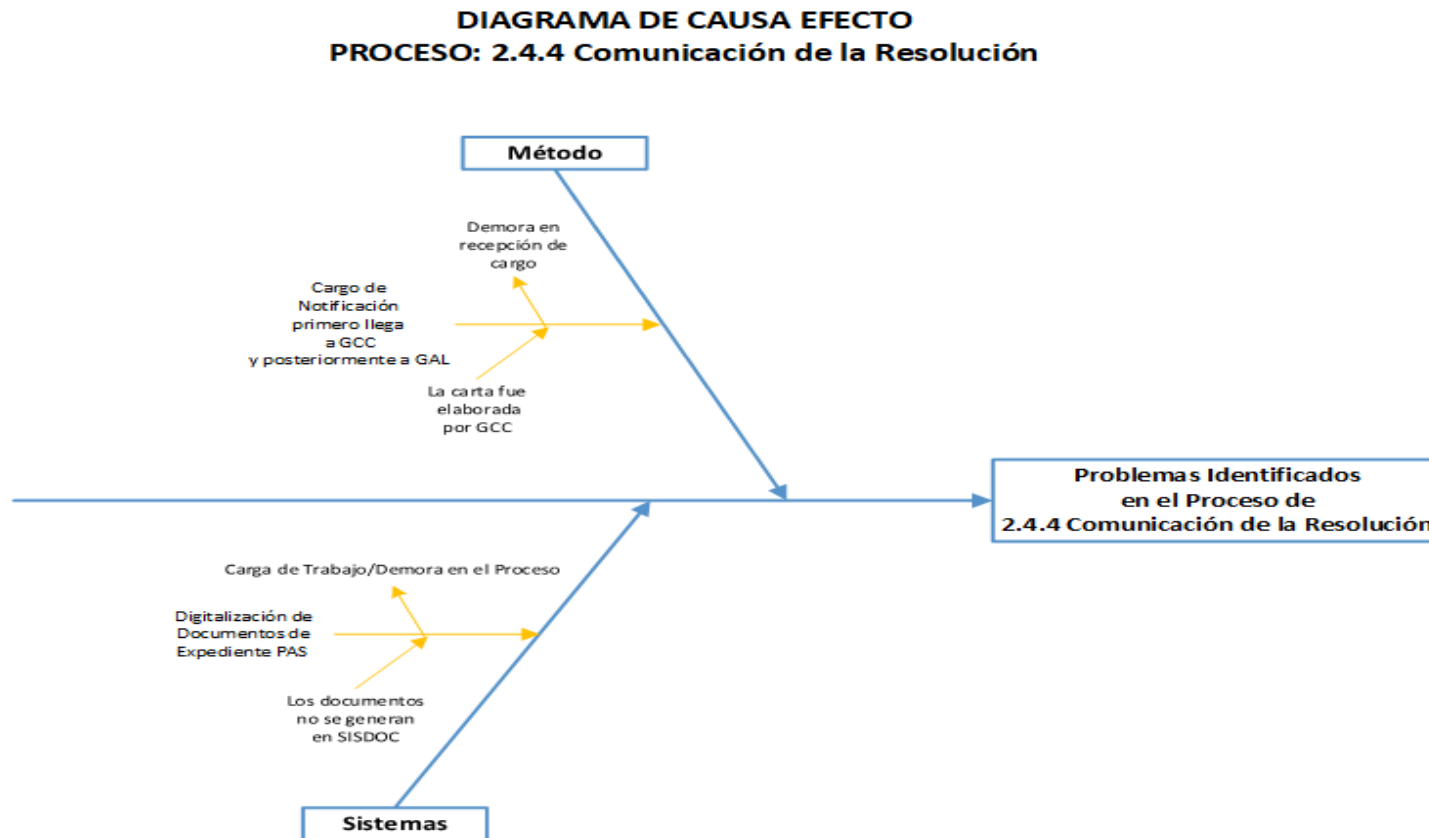 DIAGRAMA DE CAUSA EFECTO
PROCESO: 2.4.4 Comunicación de la Resolución
Método
Demora en
recepción de
cargo
Cargo de
Notificación
primero llega
a GCC
y posteriormente a GAL
La carta fue
elaborada
por GCC
Problemas Identificados
en el Proceso de
2.4.4 Comunicación de la Resolución
Carga de Trabajo/Demora en el Proceso
Digitalización de
Documentos de
Expediente PAS
Los documentos
no se generan
en SISDOC
Sistemas